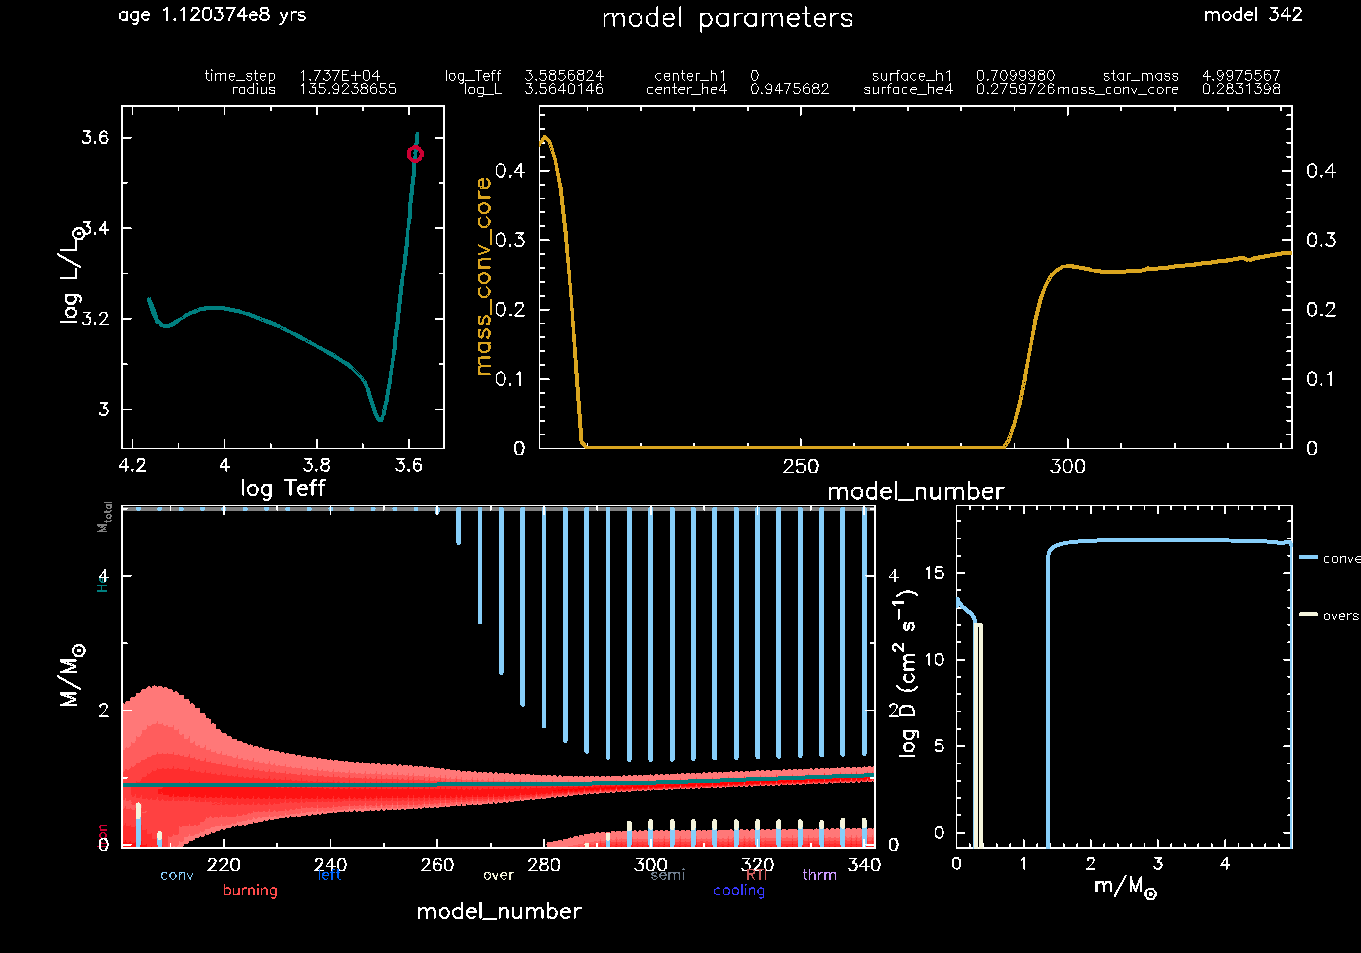 age 1.120374e8 yrs model parameters model 342
time_step 1.737E+04 log_Teff 3.5856824 center_h1 0 surface_h1 0.7099980 star_mass 4.9975567
radius 135.9238655 log_L 3.5640146 center_he4 0.9475682 surface_he4 0.2759726 mass_conv_core 0.2831398
log L/L☉
3.6
3.4
3.2
3
4.2 4 3.8 3.6
log Teff
mass_conv_core
0.4 0.4
0.3 0.3
0.2 0.2
0.1 0.1
0 0
250 300
model_number
M/M☉
Mtotal
He
4 4
2 2
0 0
220 240 260 280 300 320 340
conv left over semi RTI thrm
burning cooling
model_number
log D (cm² s⁻¹)
15
10
5
0
0 1 2 3 4
m/M☉
conve
overs